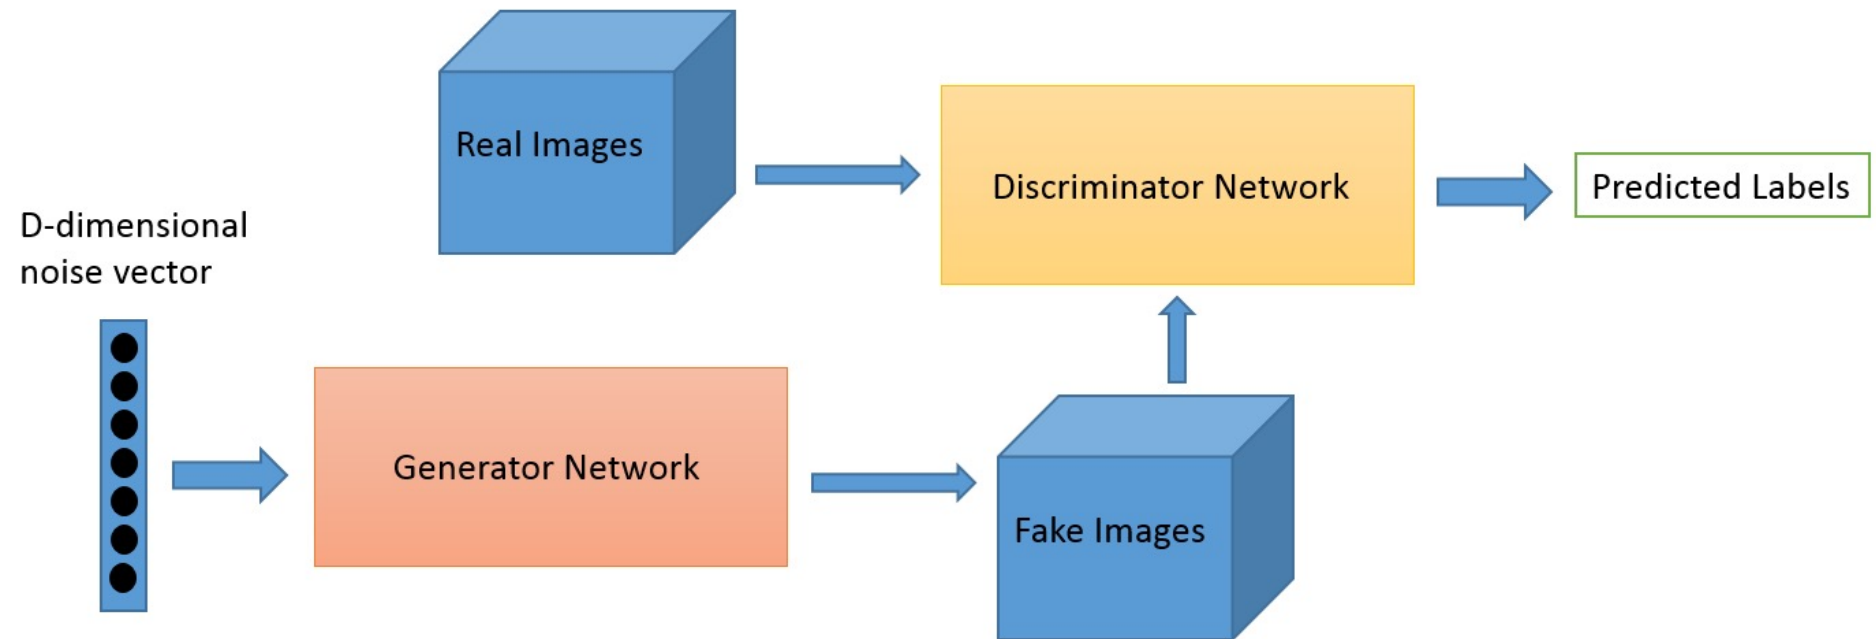 Real Images
Discriminator Network
Predicted Labels
D-dimensional
noise vector
Generator Network
Fake Images